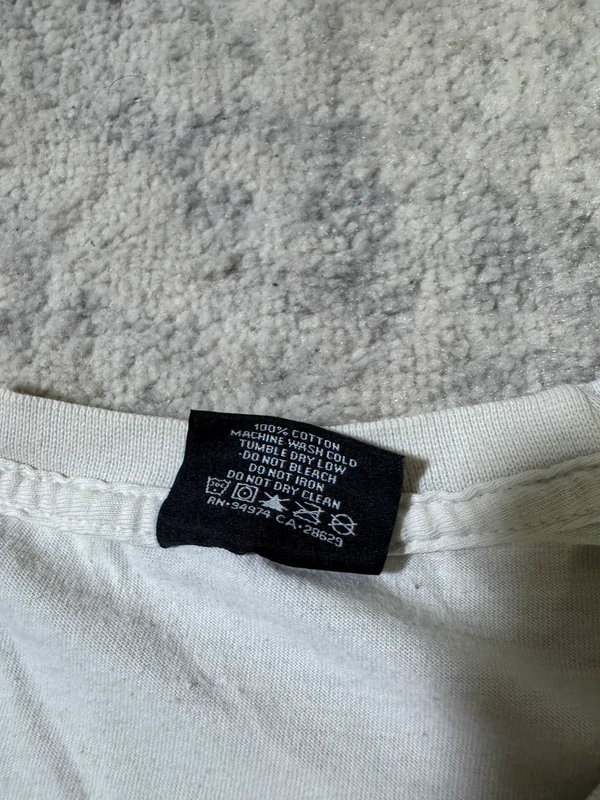 100% COTTON
MACHINE WASH COLD
TUMBLE DRY LOW
DO NOT BLEACH
DO NOT IRON
DO NOT DRY CLEAN
RN•94974 CA•28629